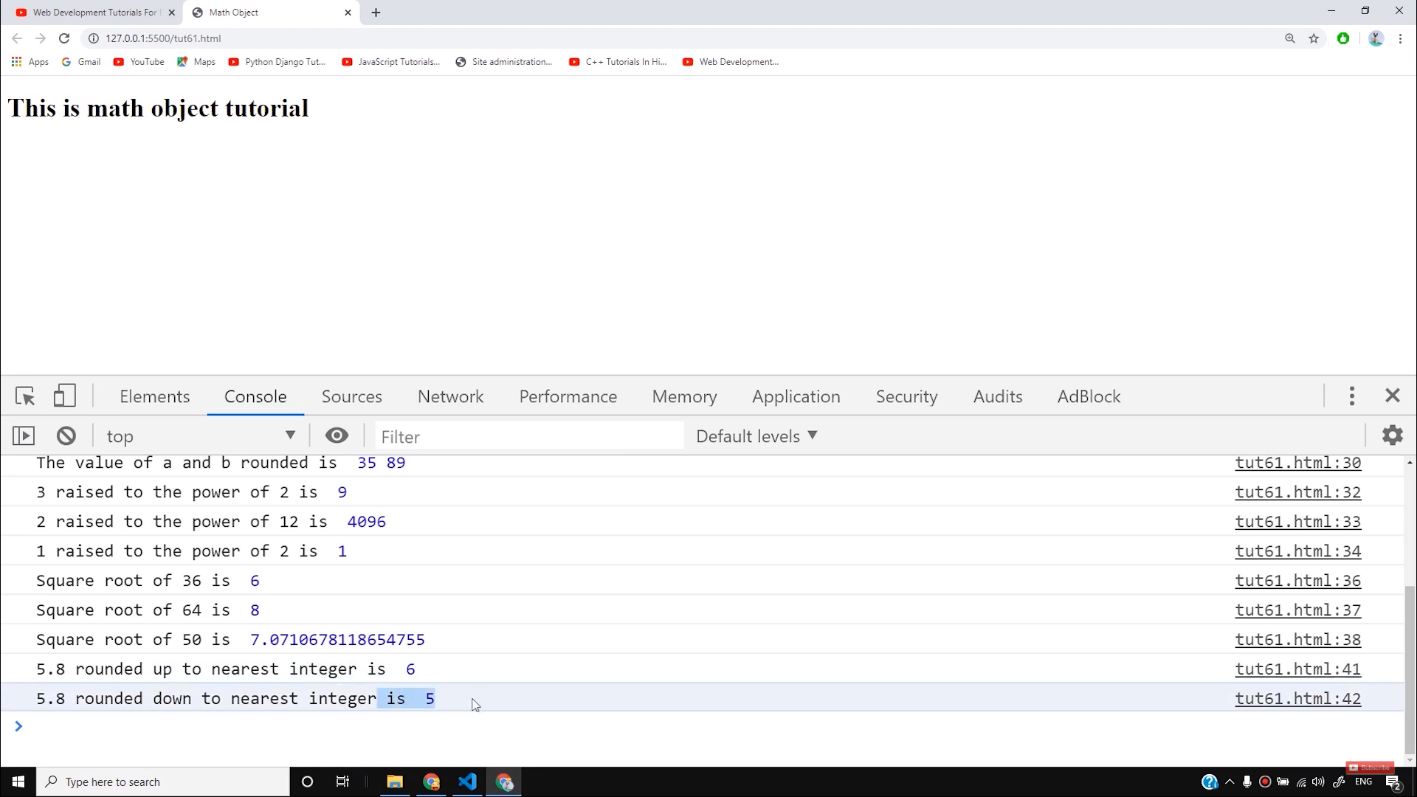 Web Development Tutorials For
Math Object
127.0.0.1:5500/tut61.html
Apps
Gmail
YouTube
Maps
Python Django Tut...
JavaScript Tutorials...
Site administration...
C++ Tutorials In Hi...
Web Development...
This is math object tutorial
Elements
Console
Sources
Network
Performance
Memory
Application
Security
Audits
AdBlock
top
Filter
Default levels
The value of a and b rounded is 35 89 tut61.html:30
3 raised to the power of 2 is 9 tut61.html:32
2 raised to the power of 12 is 4096 tut61.html:33
1 raised to the power of 2 is 1 tut61.html:34
Square root of 36 is 6 tut61.html:36
Square root of 64 is 8 tut61.html:37
Square root of 50 is 7.0710678118654755 tut61.html:38
5.8 rounded up to nearest integer is 6 tut61.html:41
5.8 rounded down to nearest integer is 5 tut61.html:42
Subscribe
Type here to search
ENG
2